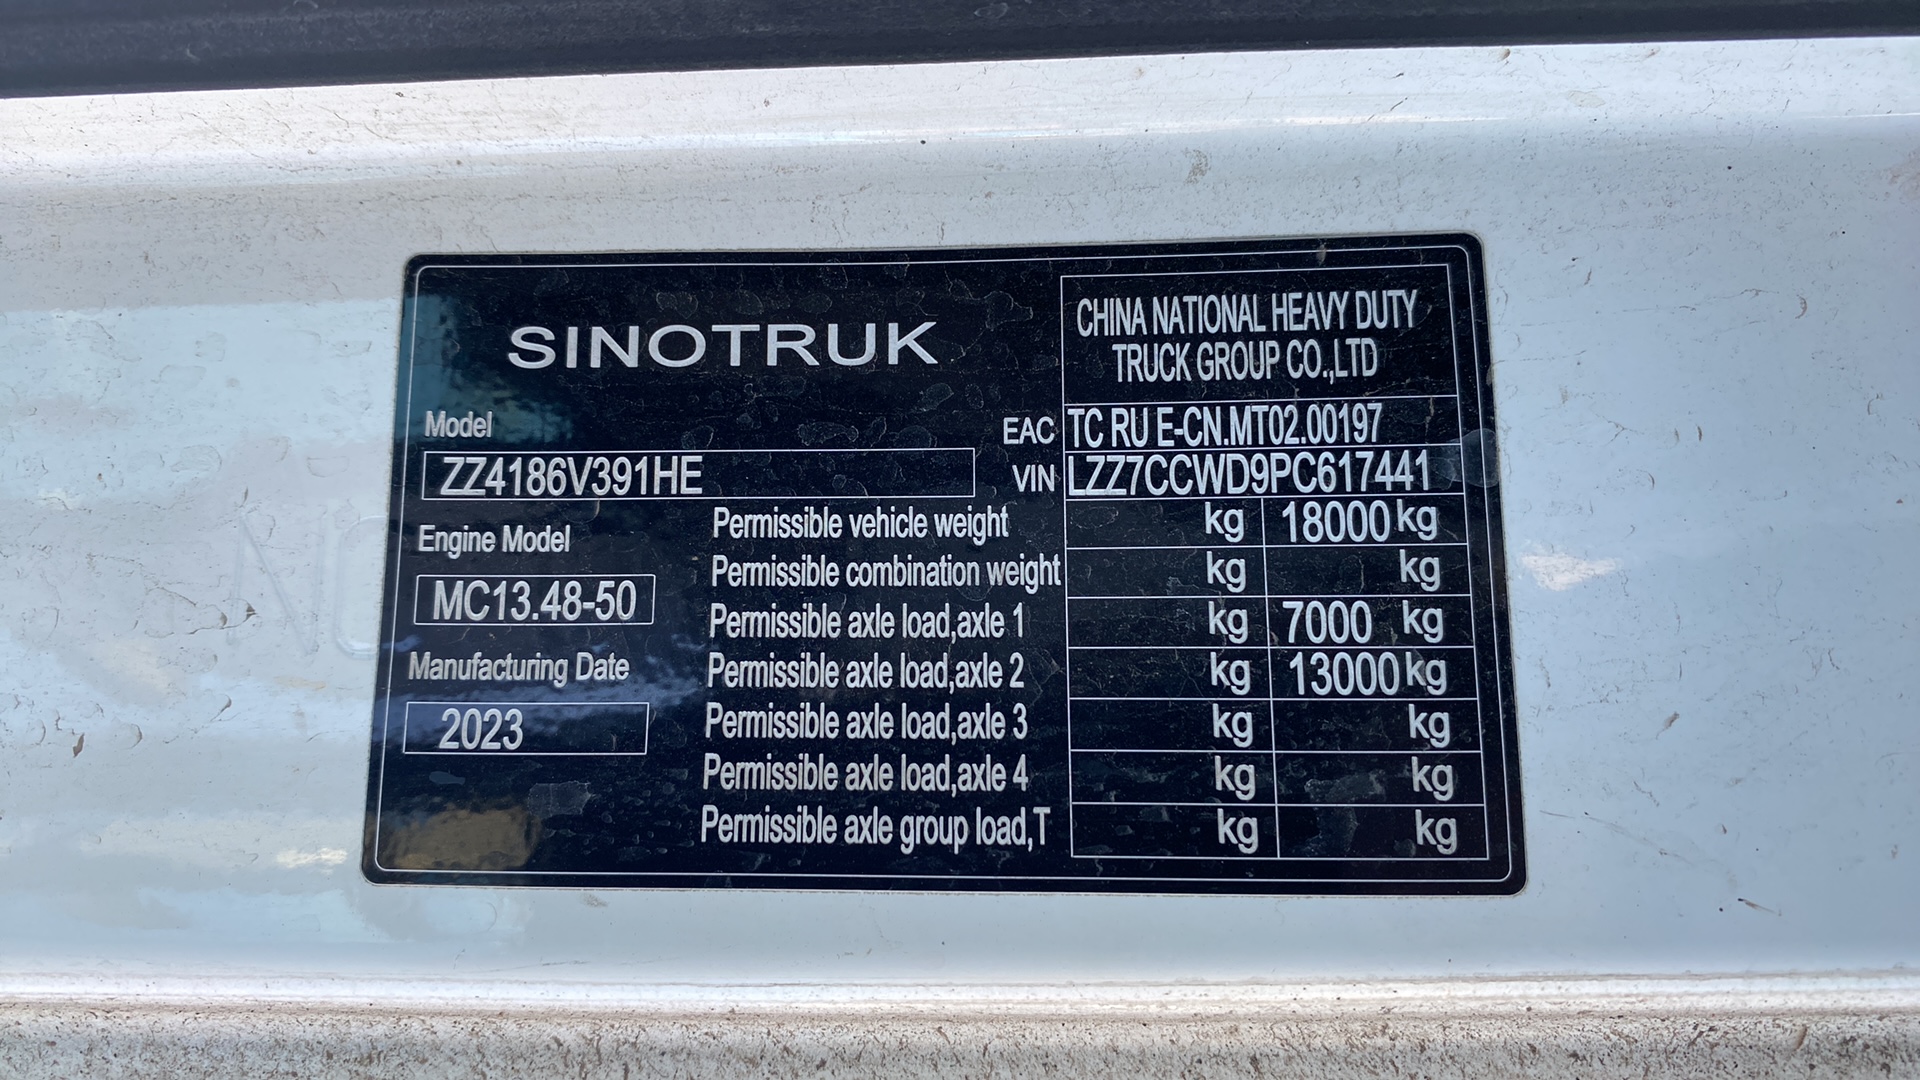 SINOTRUK
CHINA NATIONAL HEAVY DUTY
TRUCK GROUP CO.,LTD
Model
EAC TC RU E-CN.MT02.00197
ZZ4186V391HE
VIN LZZ7CCWD9PC617441
Engine Model
MC13.48-50
Manufacturing Date
2023
Permissible vehicle weight kg 18000 kg
Permissible combination weight kg kg
Permissible axle load,axle 1 kg 7000 kg
Permissible axle load,axle 2 kg 13000 kg
Permissible axle load,axle 3 kg kg
Permissible axle load,axle 4 kg kg
Permissible axle group load,T kg kg